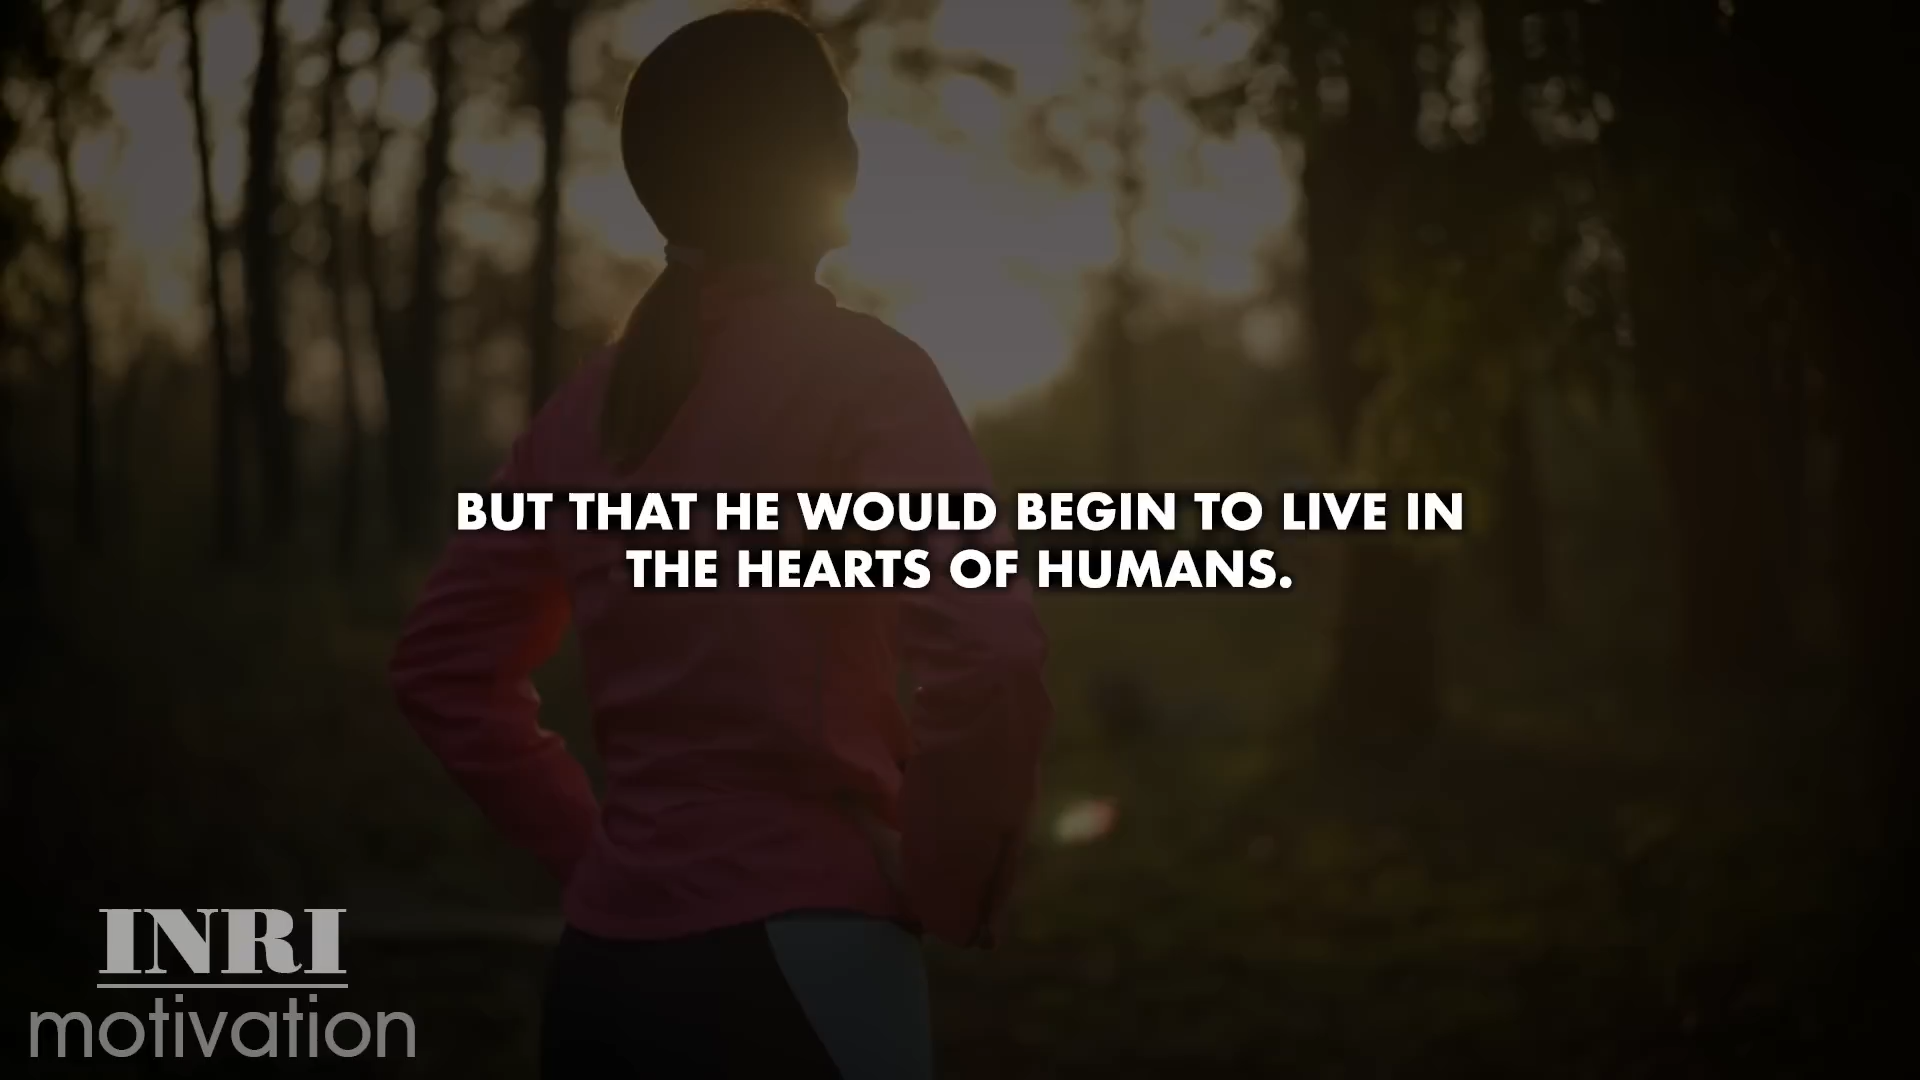 BUT THAT HE WOULD BEGIN TO LIVE IN
THE HEARTS OF HUMANS.
INRI
motivation